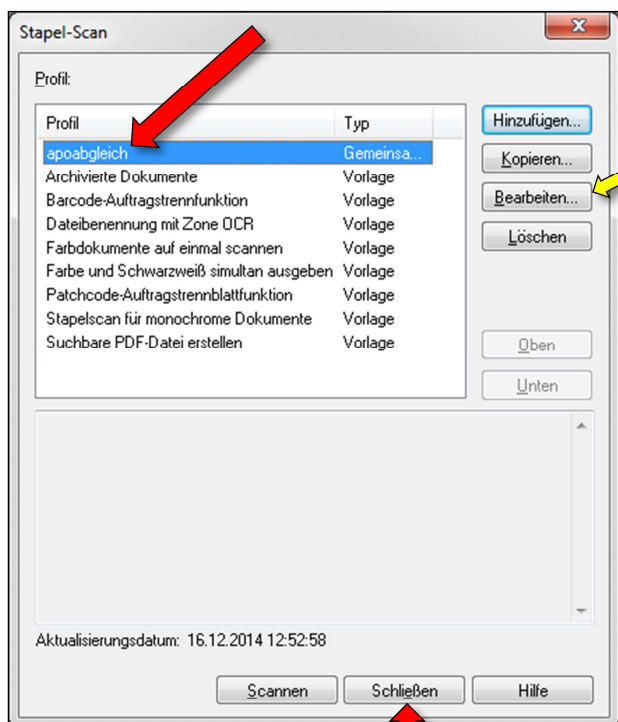 Stapel-Scan
Profil:
Profil Typ
apoabgleich Gemeinsa...
Archivierte Dokumente Vorlage
Barcode-Auftragstrennfunktion Vorlage
Dateibenennung mit Zone OCR Vorlage
Farbdokumente auf einmal scannen Vorlage
Farbe und Schwarzweiß simultan ausgeben Vorlage
Patchcode-Auftragstrennblattfunktion Vorlage
Stapelscan für monochrome Dokumente Vorlage
Suchbare PDF-Datei erstellen Vorlage
Hinzufügen...
Kopieren...
Bearbeiten...
Löschen
Oben
Unten
Aktualisierungsdatum: 16.12.2014 12:52:58
Scannen Schließen Hilfe